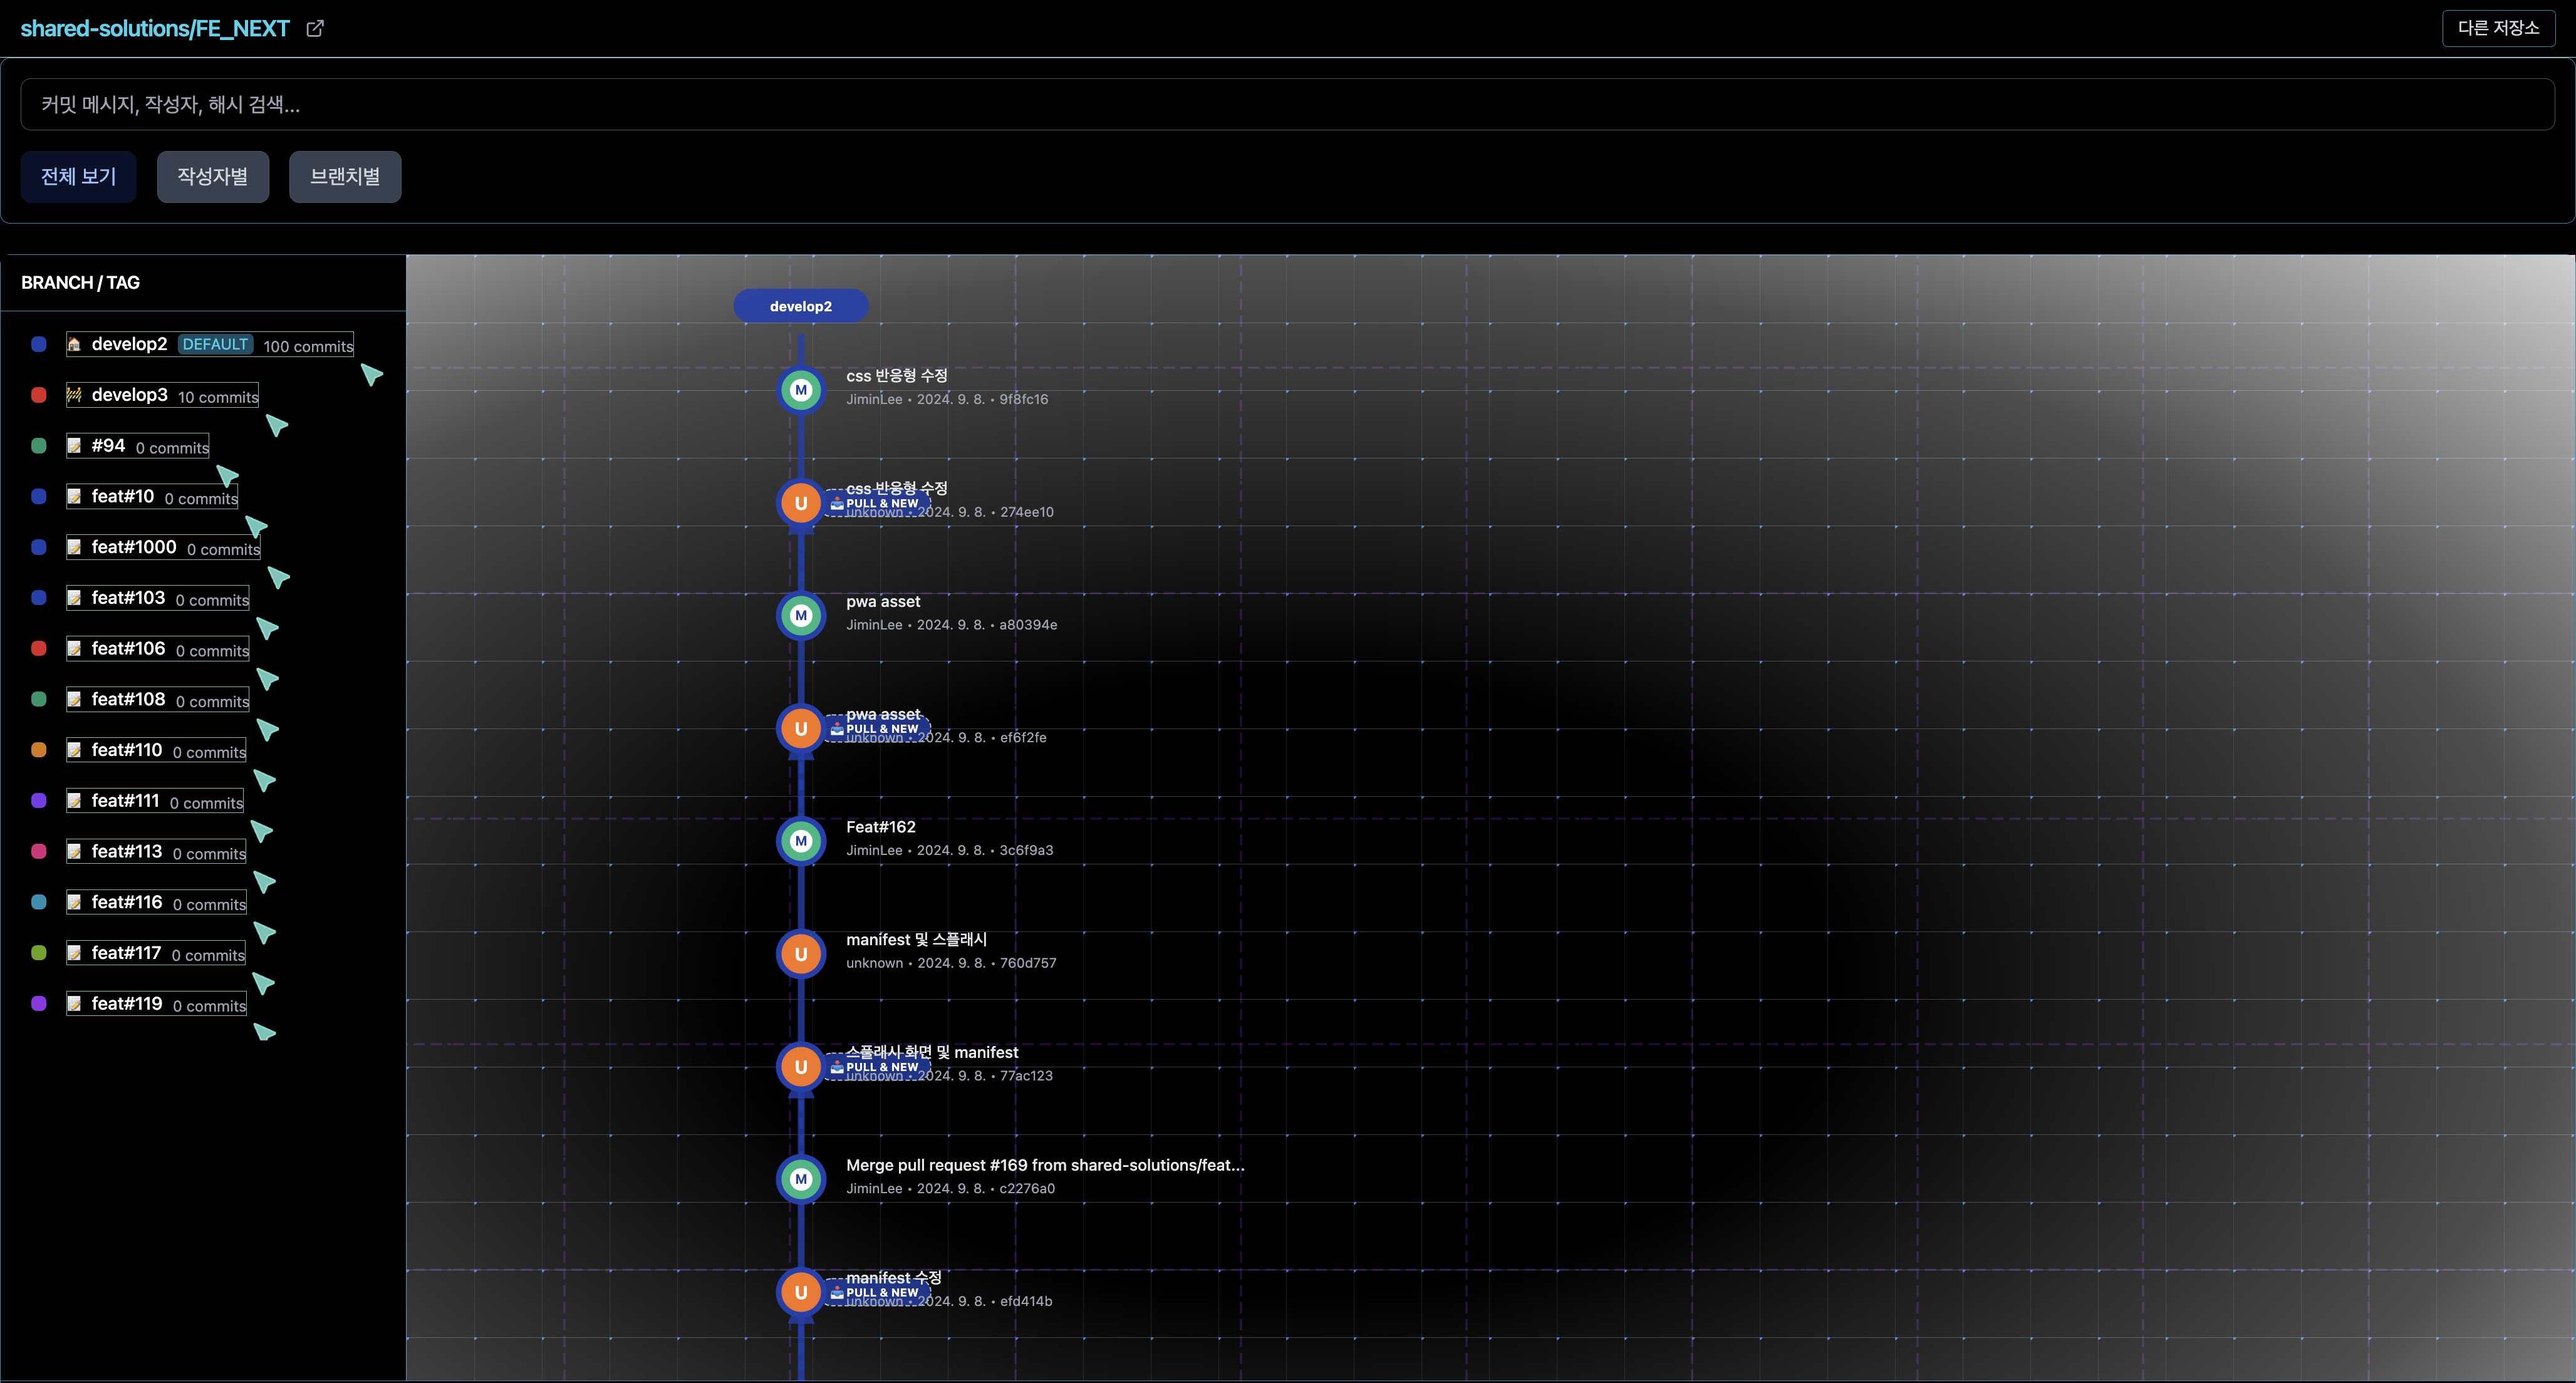 shared-solutions/FE_NEXT
다른 저장소
커밋 메시지, 작성자, 해시 검색...
전체 보기
작성자별
브랜치별
BRANCH / TAG
develop2 DEFAULT 100 commits
develop3 10 commits
#94 0 commits
feat#10 0 commits
feat#1000 0 commits
feat#103 0 commits
feat#106 0 commits
feat#108 0 commits
feat#110 0 commits
feat#111 0 commits
feat#113 0 commits
feat#116 0 commits
feat#117 0 commits
feat#119 0 commits
develop2
M
css 반응형 수정
JiminLee • 2024. 9. 8. • 9f8fc16
U
css 반응형 수정
PULL & NEW
unknown • 2024. 9. 8. • 274ee10
M
pwa asset
JiminLee • 2024. 9. 8. • a80394e
U
pwa asset
PULL & NEW
unknown • 2024. 9. 8. • ef6f2fe
M
Feat#162
JiminLee • 2024. 9. 8. • 3c6f9a3
U
manifest 및 스플래시
unknown • 2024. 9. 8. • 760d757
U
스플래시 화면 및 manifest
PULL & NEW
unknown • 2024. 9. 8. • 77ac123
M
Merge pull request #169 from shared-solutions/feat...
JiminLee • 2024. 9. 8. • c2276a0
U
manifest 수정
PULL & NEW
unknown • 2024. 9. 8. • efd414b